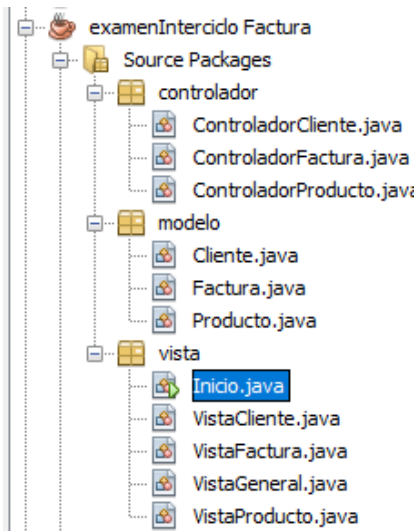 examenInterciclo Factura
Source Packages
controlador
ControladorCliente.java
ControladorFactura.java
ControladorProducto.java
modelo
Cliente.java
Factura.java
Producto.java
vista
Inicio.java
VistaCliente.java
VistaFactura.java
VistaGeneral.java
VistaProducto.java